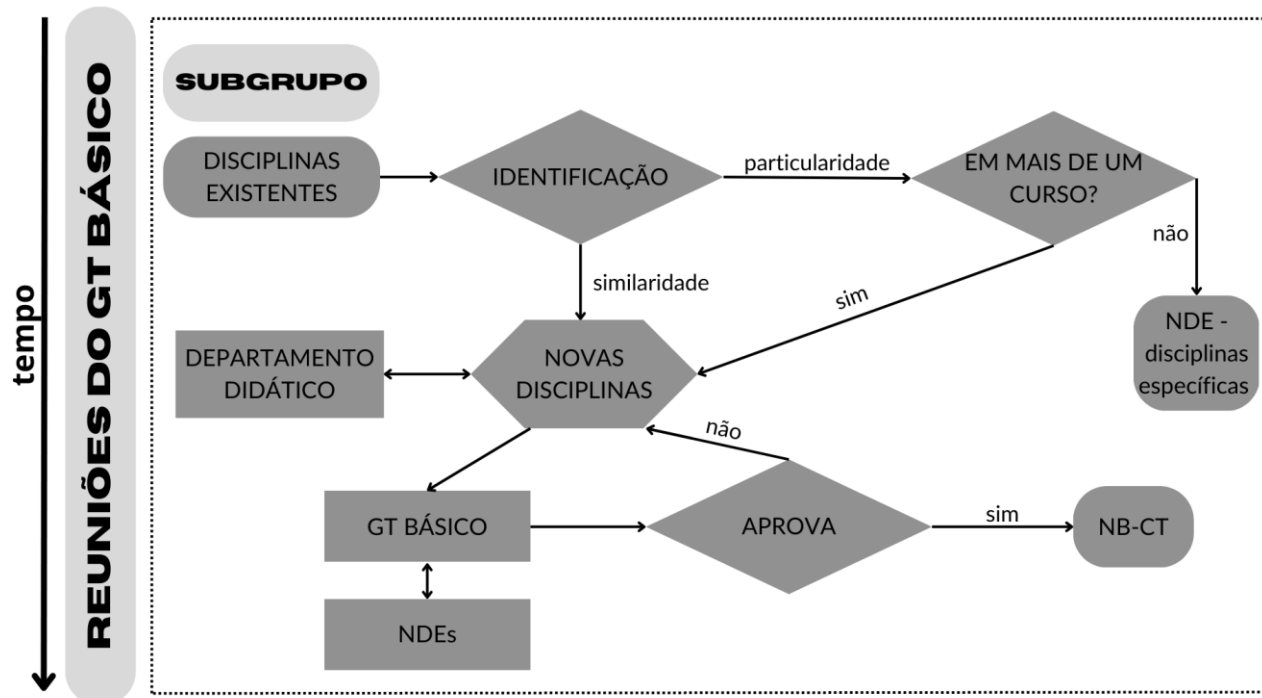 tempo
REUNIÕES DO GT BÁSICO
SUBGRUPO
DISCIPLINAS
EXISTENTES
IDENTIFICAÇÃO
particularidade
EM MAIS DE UM
CURSO?
não
similaridade
sim
NDE -
disciplinas
específicas
DEPARTAMENTO
DIDÁTICO
NOVAS
DISCIPLINAS
não
GT BÁSICO
APROVA
sim
NB-CT
NDEs